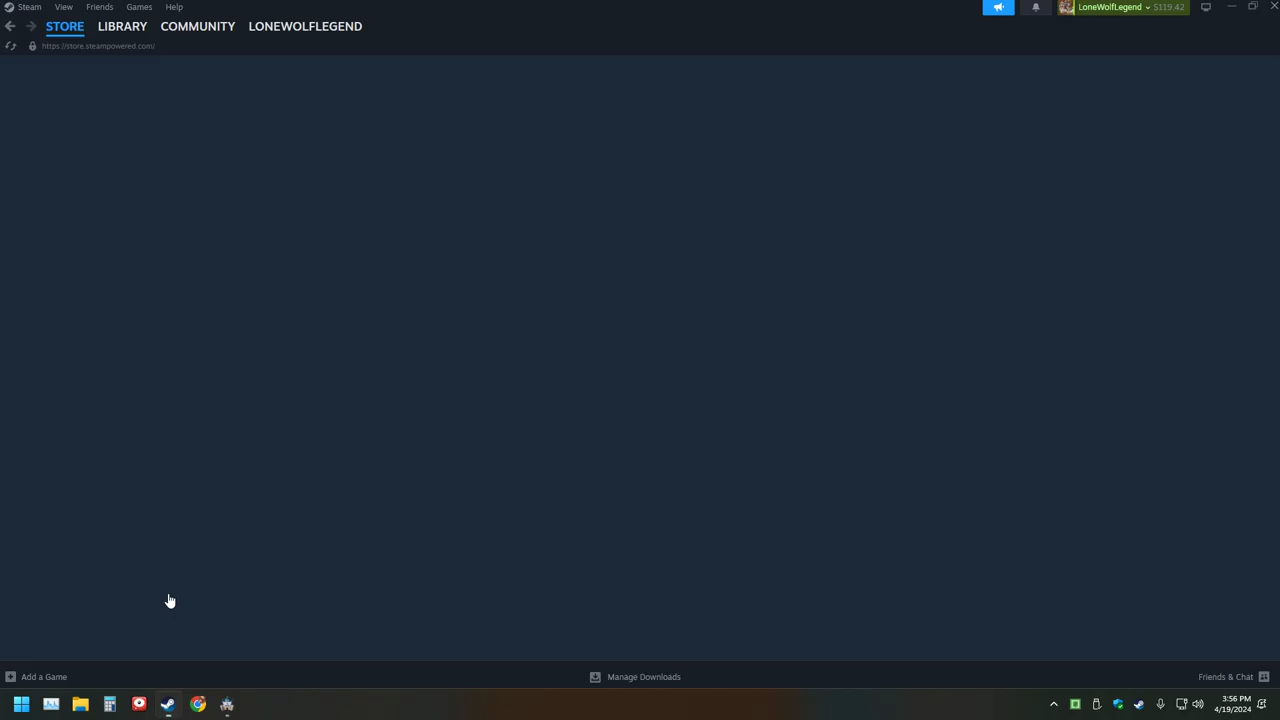 Steam View Friends Games Help LoneWolfLegend $119.42
STORE LIBRARY COMMUNITY LONEWOLFLEGEND
https://store.steampowered.com/
Add a Game Manage Downloads Friends & Chat
3:56 PM
4/19/2024